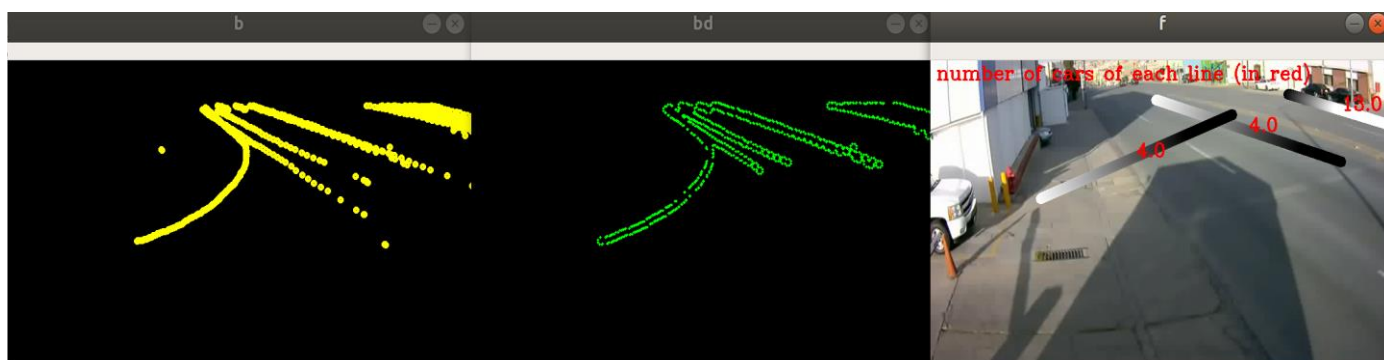 b
bd
f
number of cars of each line (in red)
13.0
4.0
4.0